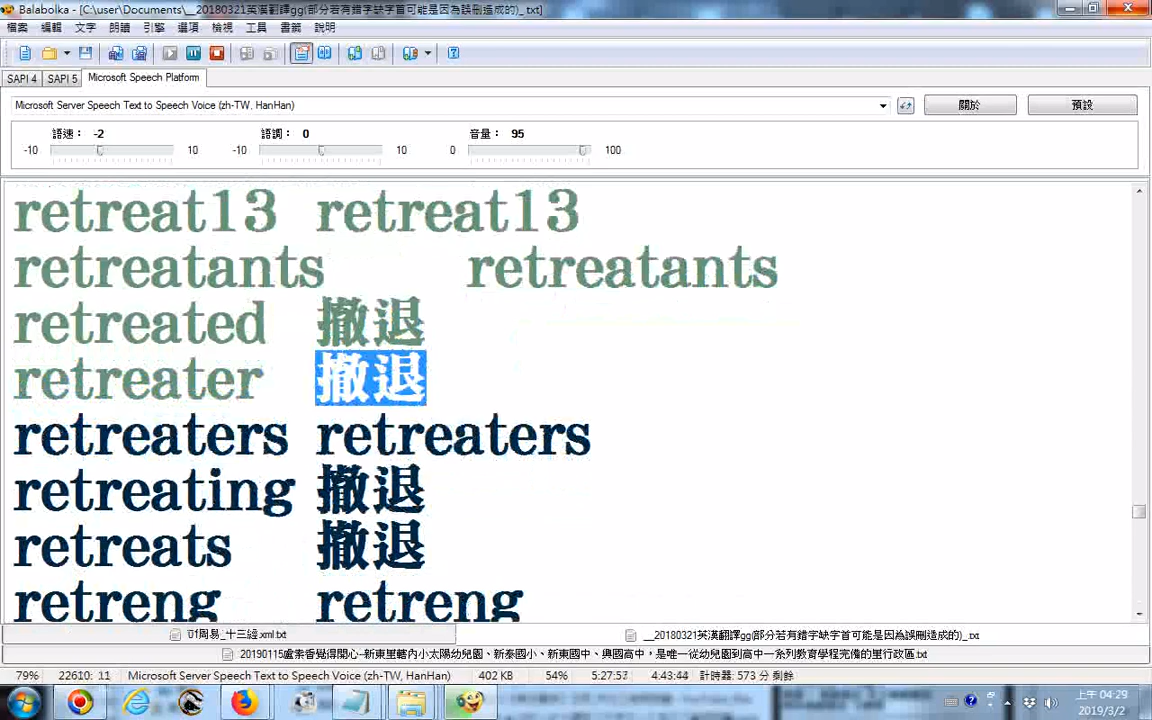 Balabolka - [C:\user\Documents\__20180321英漢翻譯gg(部分若有錯字缺字首可能是因為誤刪造成的)_.txt]
檔案 編輯 文字 朗讀 引擎 選項 檢視 工具 書籤 說明
SAPI 4 SAPI 5 Microsoft Speech Platform
Microsoft Server Speech Text to Speech Voice (zh-TW, HanHan) 關於 預設
語速： -2 語調： 0 音量： 95
-10 10 -10 10 0 100
retreat13 retreat13
retreatants retreatants
retreated 撤退
retreater 撤退
retreaters retreaters
retreating 撤退
retreats 撤退
retreng retreng
01周易_十三經.xml.txt __20180321英漢翻譯gg(部分若有錯字缺字首可能是因為誤刪造成的)_.txt
20190115盧素香覺得開心-新東里轄內小太陽幼兒園、新泰國小、新東國中、興國高中，是唯一從幼兒園到高中一系列教育學程完備的里行政區.txt
79% 22610: 11 Microsoft Server Speech Text to Speech Voice (zh-TW, HanHan) 402 KB 54% 5:27:53 4:43:44 計時器: 573 分 剩餘
上午 04:29
2019/3/2